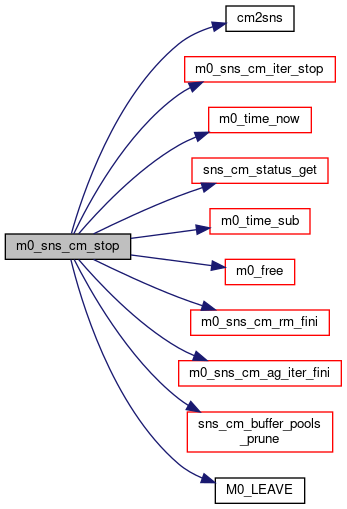 cm2sns
m0_sns_cm_iter_stop
m0_time_now
sns_cm_status_get
m0_time_sub
m0_sns_cm_stop
m0_free
m0_sns_cm_rm_fini
m0_sns_cm_ag_iter_fini
sns_cm_buffer_pools
_prune
M0_LEAVE